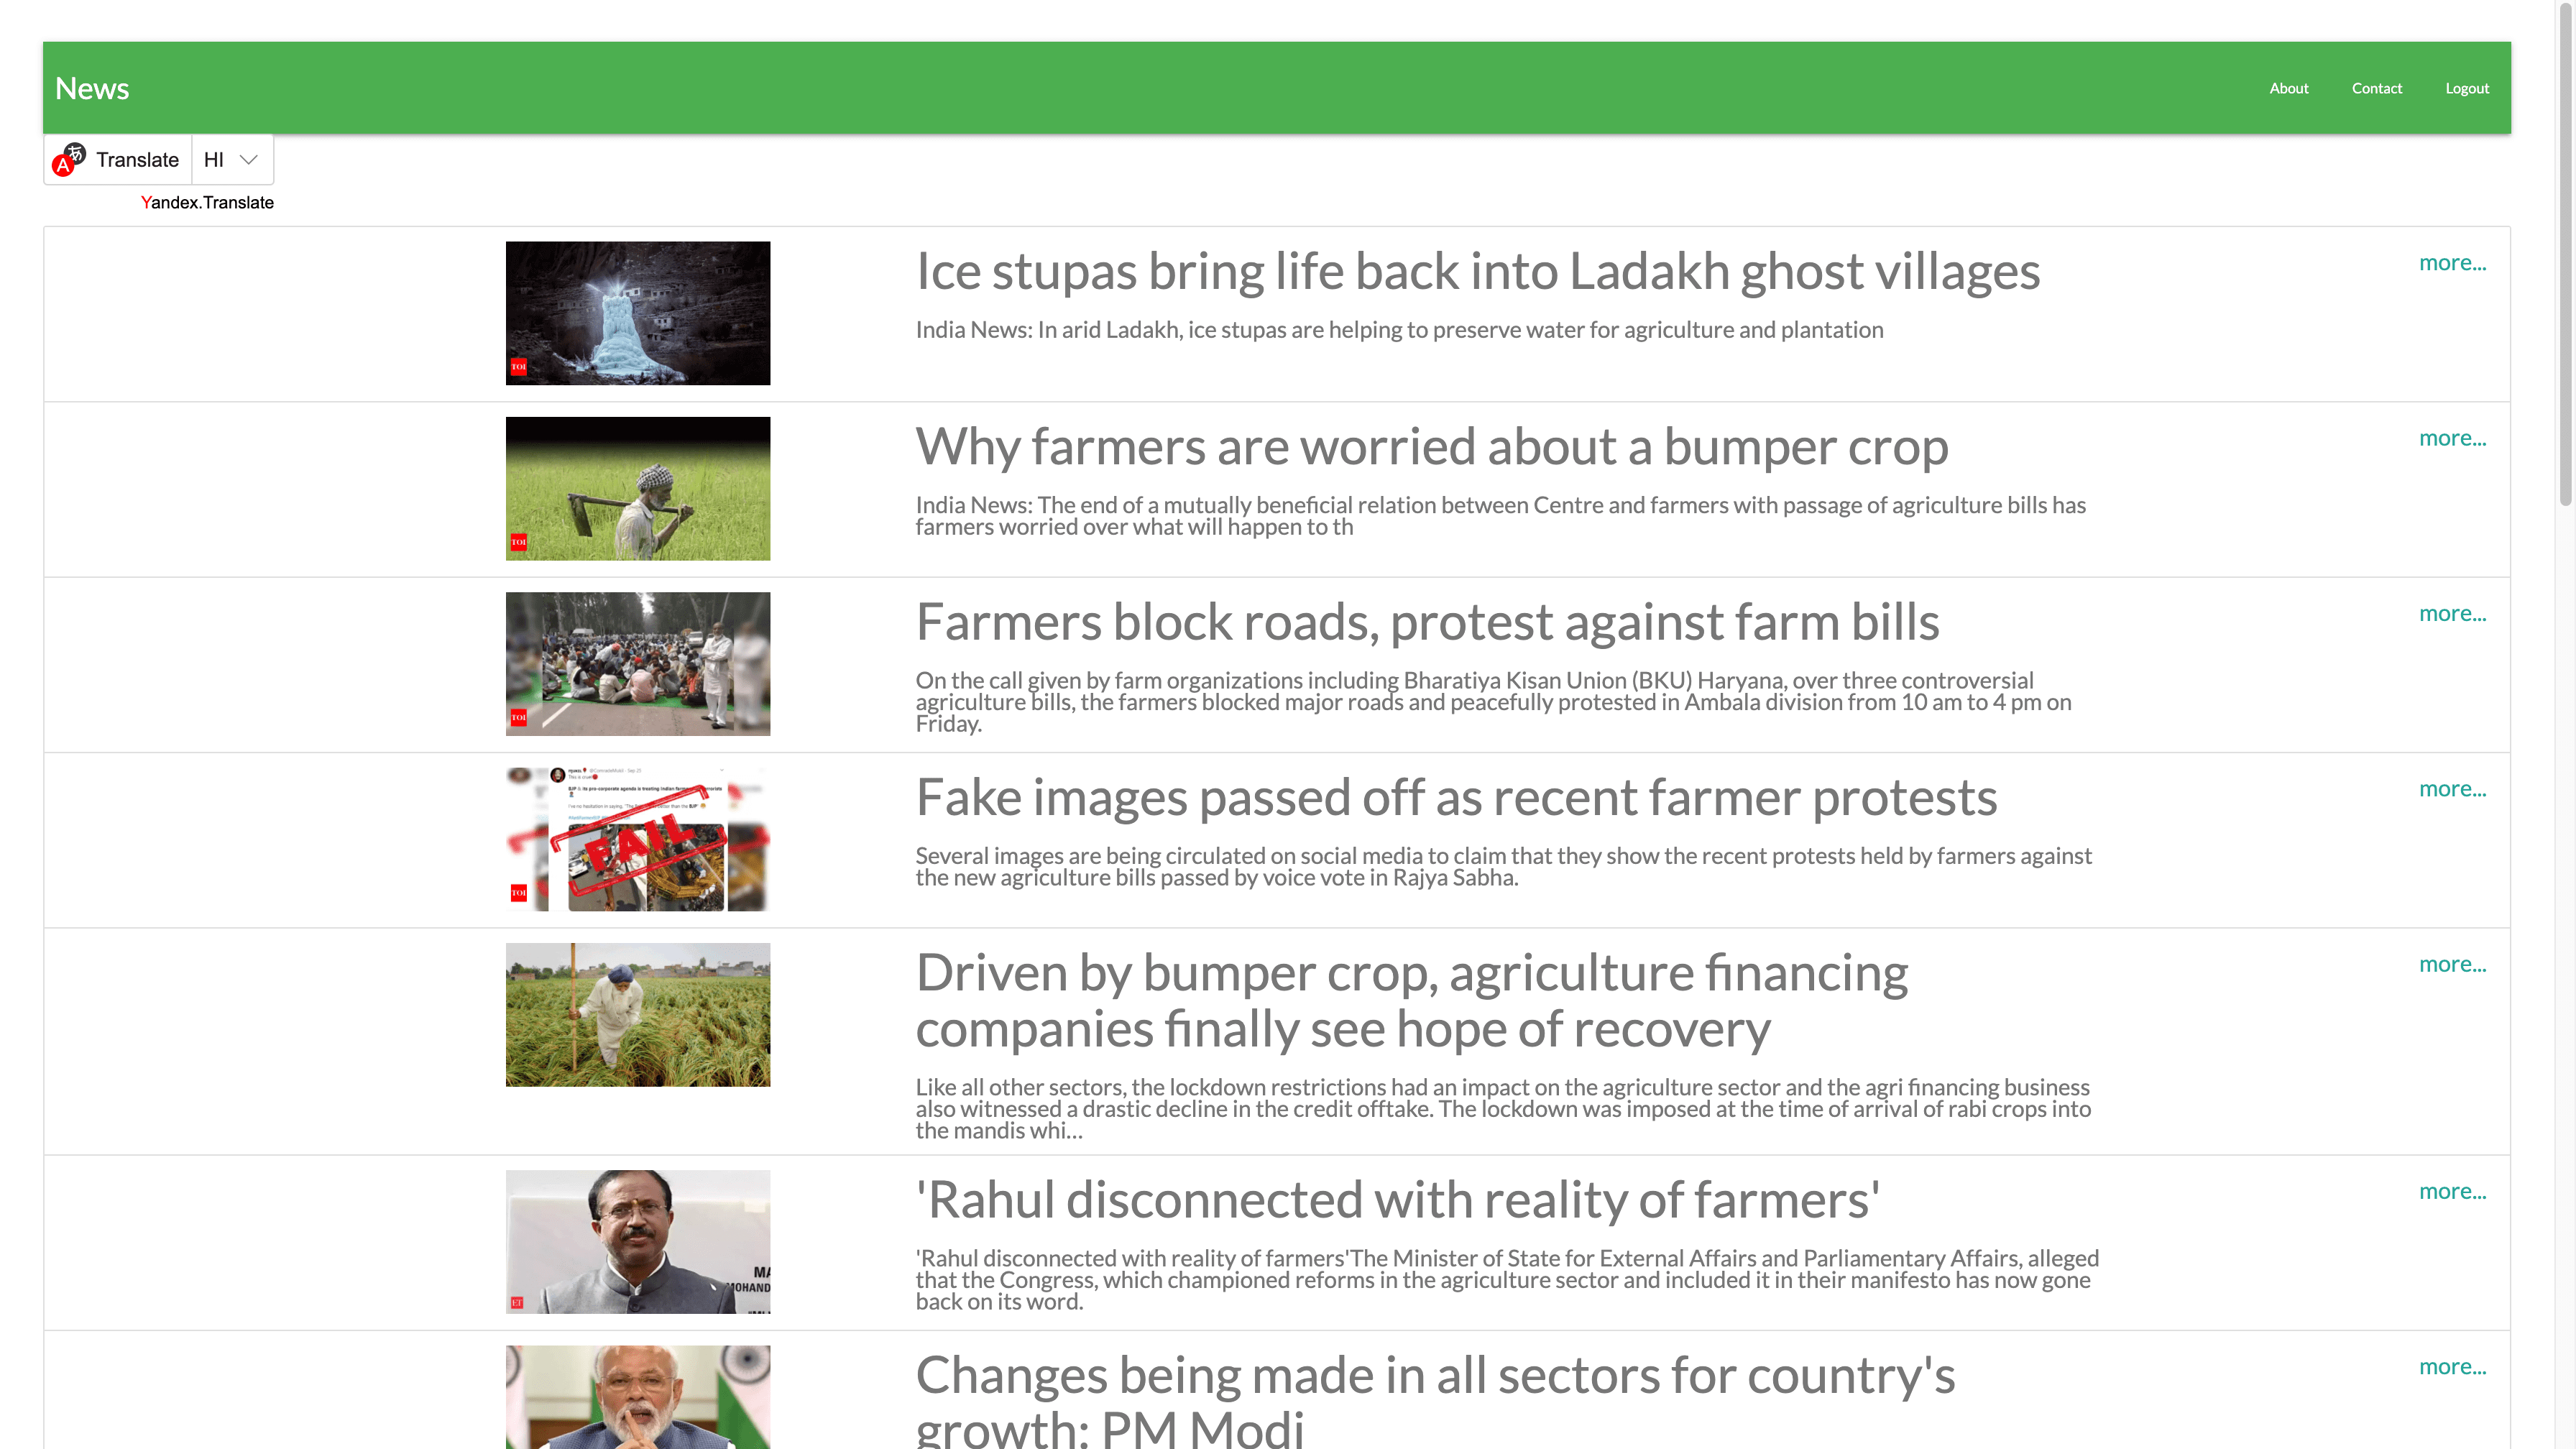 News
About
Contact
Logout
Translate HI
Yandex.Translate
Ice stupas bring life back into Ladakh ghost villages
more...
India News: In arid Ladakh, ice stupas are helping to preserve water for agriculture and plantation
TOI
Why farmers are worried about a bumper crop
more...
India News: The end of a mutually beneficial relation between Centre and farmers with passage of agriculture bills has
farmers worried over what will happen to th
TOI
Farmers block roads, protest against farm bills
more...
On the call given by farm organizations including Bharatiya Kisan Union (BKU) Haryana, over three controversial
agriculture bills, the farmers blocked major roads and peacefully protested in Ambala division from 10 am to 4 pm on
Friday.
TOI
Fake images passed off as recent farmer protests
more...
Several images are being circulated on social media to claim that they show the recent protests held by farmers against
the new agriculture bills passed by voice vote in Rajya Sabha.
FAIL
TOI
Driven by bumper crop, agriculture financing
companies finally see hope of recovery
more...
Like all other sectors, the lockdown restrictions had an impact on the agriculture sector and the agri financing business
also witnessed a drastic decline in the credit offtake. The lockdown was imposed at the time of arrival of rabi crops into
the mandis whi...
'Rahul disconnected with reality of farmers'
more...
'Rahul disconnected with reality of farmers'The Minister of State for External Affairs and Parliamentary Affairs, alleged
that the Congress, which championed reforms in the agriculture sector and included it in their manifesto has now gone
back on its word.
ET
Changes being made in all sectors for country's
growth: PM Modi
more...